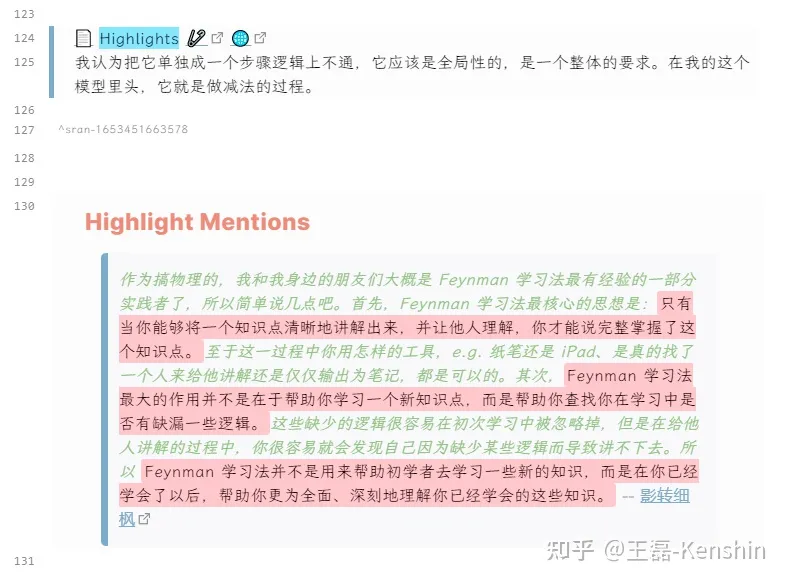 123
124 Highlights
125 我认为把它单独成一个步骤逻辑上不通，它应该是全局性的，是一个整体的要求。在我的这个
模型里头，它就是做减法的过程。
126
127 ^sran-1653451663578
128
129
130
Highlight Mentions
作为搞物理的，我和我身边的朋友们大概是 Feynman 学习法最有经验的一部分
实践者了，所以简单说几点吧。首先，Feynman 学习法最核心的思想是：只有
当你能够将一个知识点清晰地讲解出来，并让他人理解，你才能说完整掌握了这
个知识点。至于这一过程中你用怎样的工具，e.g. 纸笔还是 iPad、是真的找了
一个人来给他讲解还是仅仅输出为笔记，都是可以的。其次，Feynman 学习法
最大的作用并不是在于帮助你学习一个新知识点，而是帮助你查找你在学习中是
否有缺漏一些逻辑。这些缺少的逻辑很容易在初次学习中被忽略掉，但是在给他
人讲解的过程中，你很容易就会发现自己因为缺少某些逻辑而导致讲不下去。所
以 Feynman 学习法并不是用来帮助初学者去学习一些新的知识，而是在你已经
学会了以后，帮助你更为全面、深刻地理解你已经学会的这些知识。 -- 影转细
枫
131
知乎 @王磊-Kenshin